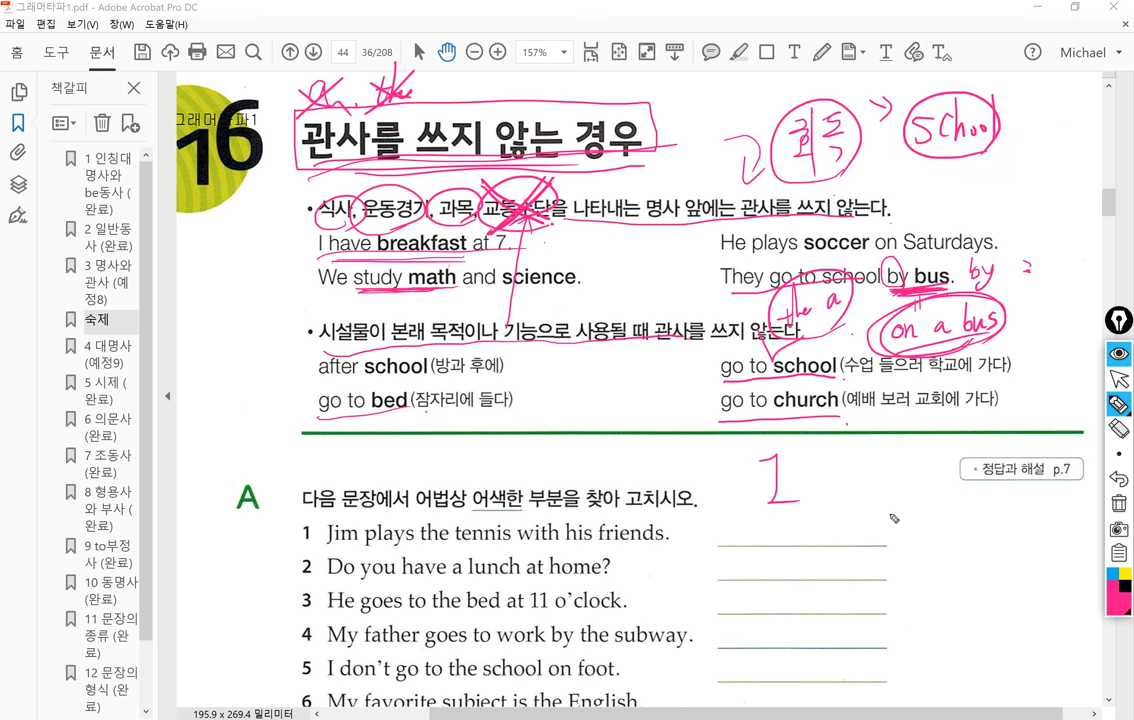 그래머타파1.pdf - Adobe Acrobat Pro DC
파일 편집 보기(V) 창(W) 도움말(H)
홈 도구 문서 44 36/208 157% Michael
책갈피
1 인칭대
명사와
be동사 (
완료)
2 일반동
사 (완료)
3 명사와
관사 (예
정8)
숙제
4 대명사
(예정9)
5 시제 (
완료)
6 의문사
(완료)
7 조동사
(완료)
8 형용사
와 부사 (
완료)
9 to부정
사 (완료)
10 동명사
(완료)
11 문장의
종류 (완
료)
12 문장의
형식 (완
료)
the
School
그래머타파1
16 관사를 쓰지 않는 경우
• 식사, 운동경기, 과목, 교통수단을 나타내는 명사 앞에는 관사를 쓰지 않는다.
I have breakfast at 7. He plays soccer on Saturdays.
We study math and science. They go to school by bus. by
the a
on a bus
• 시설물이 본래 목적이나 기능으로 사용될 때 관사를 쓰지 않는다.
after school (방과 후에) go to school (수업 들으러 학교에 가다)
go to bed (잠자리에 들다) go to church (예배 보러 교회에 가다)
1
• 정답과 해설 p.7
A 다음 문장에서 어법상 어색한 부분을 찾아 고치시오.
1 Jim plays the tennis with his friends.
2 Do you have a lunch at home?
3 He goes to the bed at 11 o'clock.
4 My father goes to work by the subway.
5 I don't go to the school on foot.
6 My favorite subject is the English.
195.9 x 269.4 밀리미터